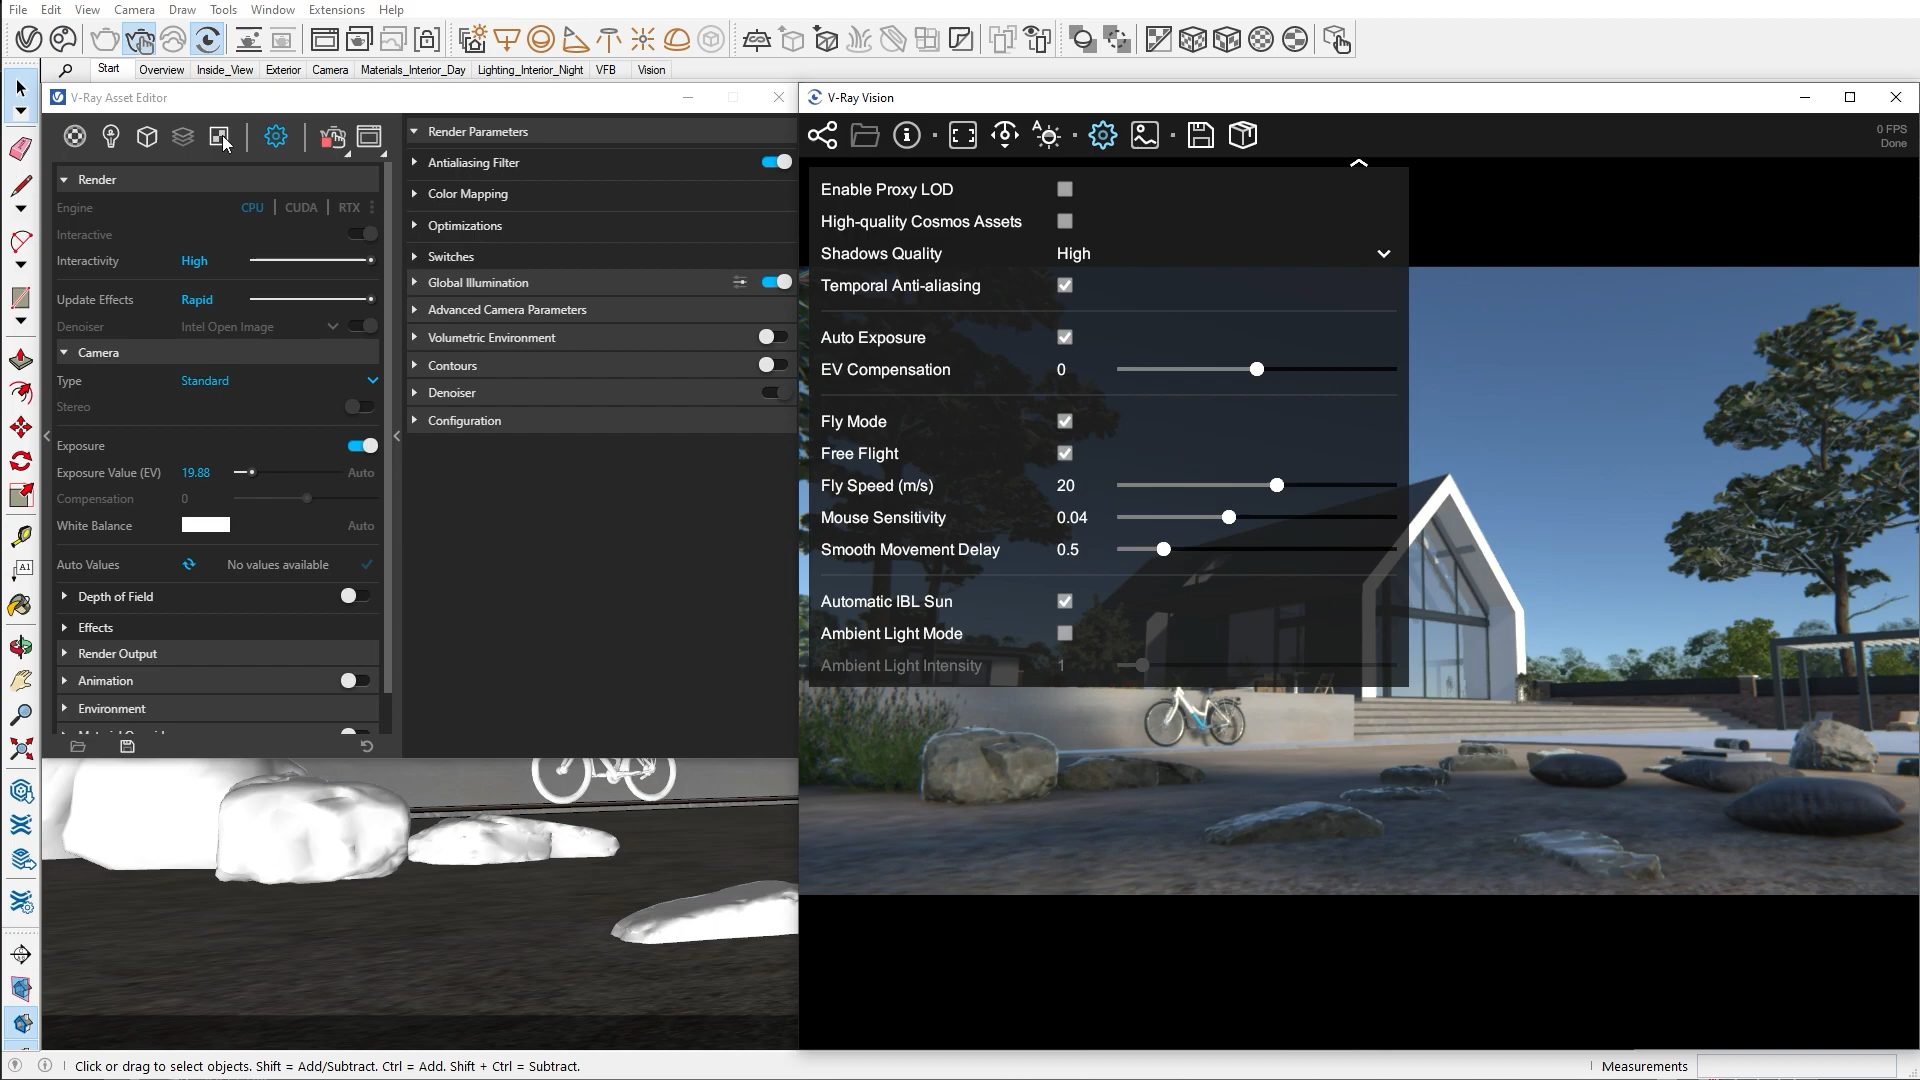 File Edit View Camera Draw Tools Window Extensions Help
Start Overview Inside_View Exterior Camera Materials_Interior_Day Lighting_Interior_Night VFB Vision
V-Ray Asset Editor
Render
Engine CPU CUDA RTX
Interactive
Interactivity High
Update Effects Rapid
Denoiser Intel Open Image
Camera
Type Standard
Stereo
Exposure
Exposure Value (EV) 19.88 Auto
Compensation 0
White Balance Auto
Auto Values No values available
Depth of Field
Effects
Render Output
Animation
Environment
Render Parameters
Antialiasing Filter
Color Mapping
Optimizations
Switches
Global Illumination
Advanced Camera Parameters
Volumetric Environment
Contours
Denoiser
Configuration
V-Ray Vision
0 FPS
Done
Enable Proxy LOD
High-quality Cosmos Assets
Shadows Quality High
Temporal Anti-aliasing
Auto Exposure
EV Compensation 0
Fly Mode
Free Flight
Fly Speed (m/s) 20
Mouse Sensitivity 0.04
Smooth Movement Delay 0.5
Automatic IBL Sun
Ambient Light Mode
Ambient Light Intensity 1
A1
Click or drag to select objects. Shift = Add/Subtract. Ctrl = Add. Shift + Ctrl = Subtract.
Measurements